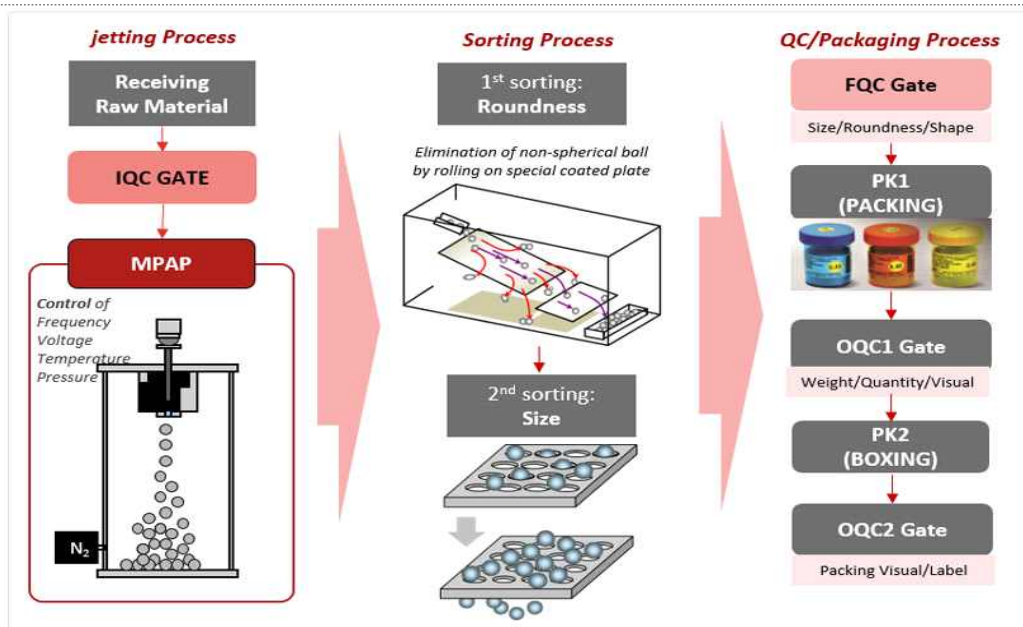 jetting Process
Receiving
Raw Material
IQC GATE
MPAP
Control of
Frequency
Voltage
Temperature
Pressure
N2
Sorting Process
1st sorting:
Roundness
Elimination of non-spherical ball
by rolling on special coated plate
2nd sorting:
Size
QC/Packaging Process
FQC Gate
Size/Roundness/Shape
PK1
(PACKING)
OQC1 Gate
Weight/Quantity/Visual
PK2
(BOXING)
OQC2 Gate
Packing Visual/Label